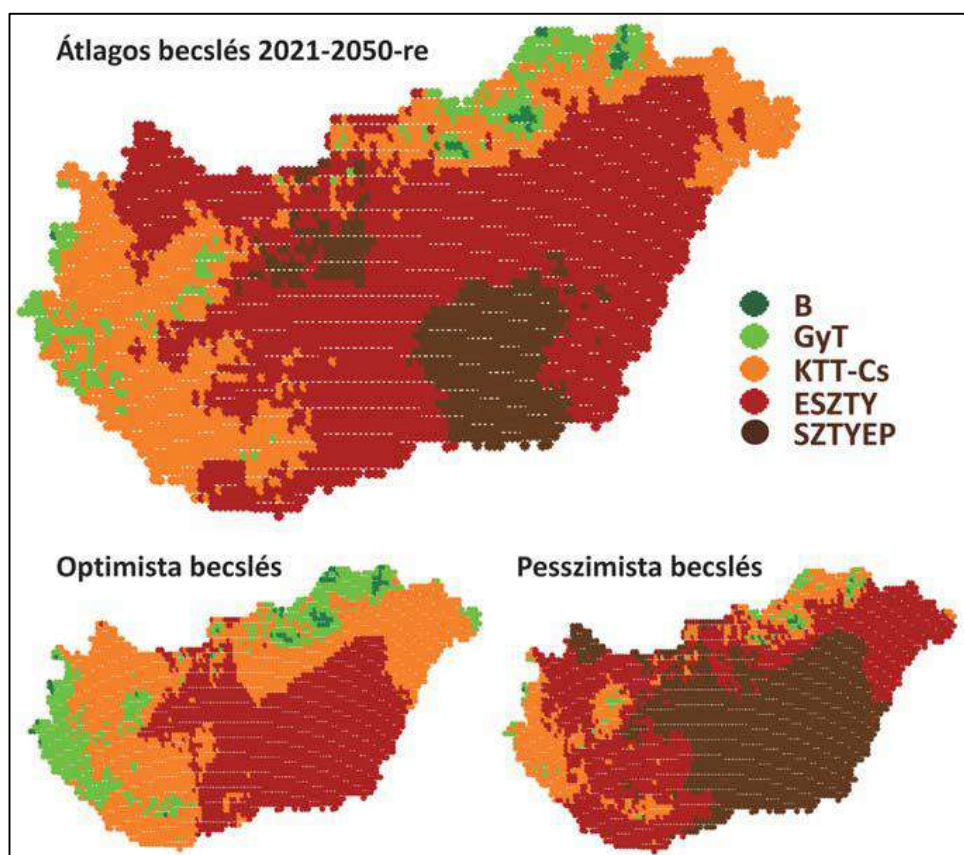 Átlagos becslés 2021-2050-re
B
GyT
KTT-Cs
ESZTY
SZTYEP
Optimista becslés
Pesszimista becslés